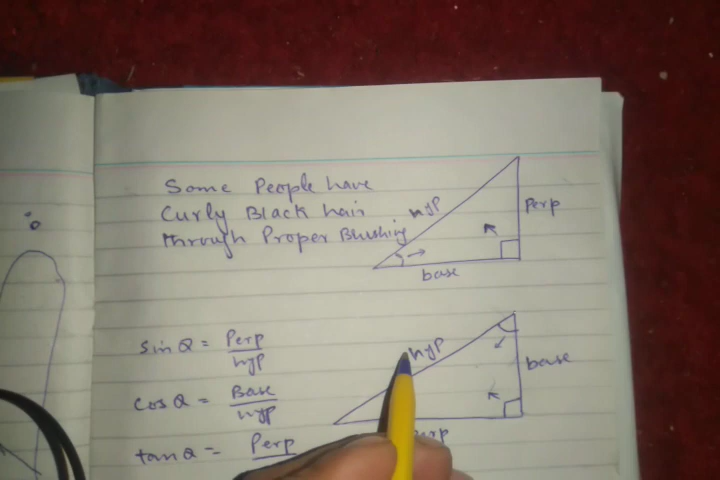 Some People have
Curly Black hair
through Proper Brushing
hyp
Perp
base
sin Q = Perp / hyp
cos Q = Base / hyp
tan Q = Perp
hyp
base